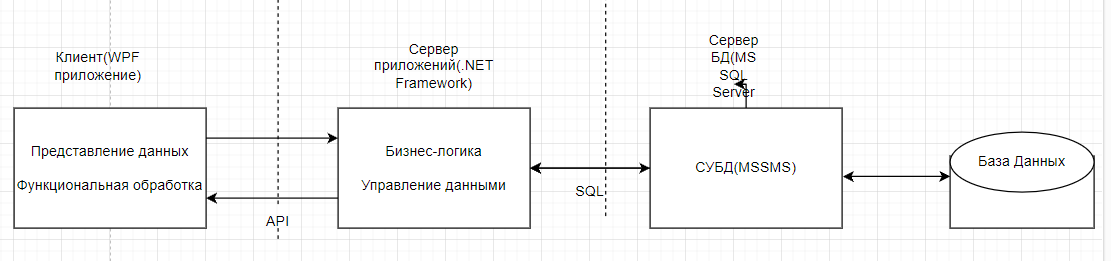 Клиент(WPF
приложение)
Сервер
приложений(.NET
Framework)
Сервер
БД(MS
SQL
Server
Представление данных
Функциональная обработка
API
Бизнес-логика
Управление данными
SQL
СУБД(MSSMS)
База Данных